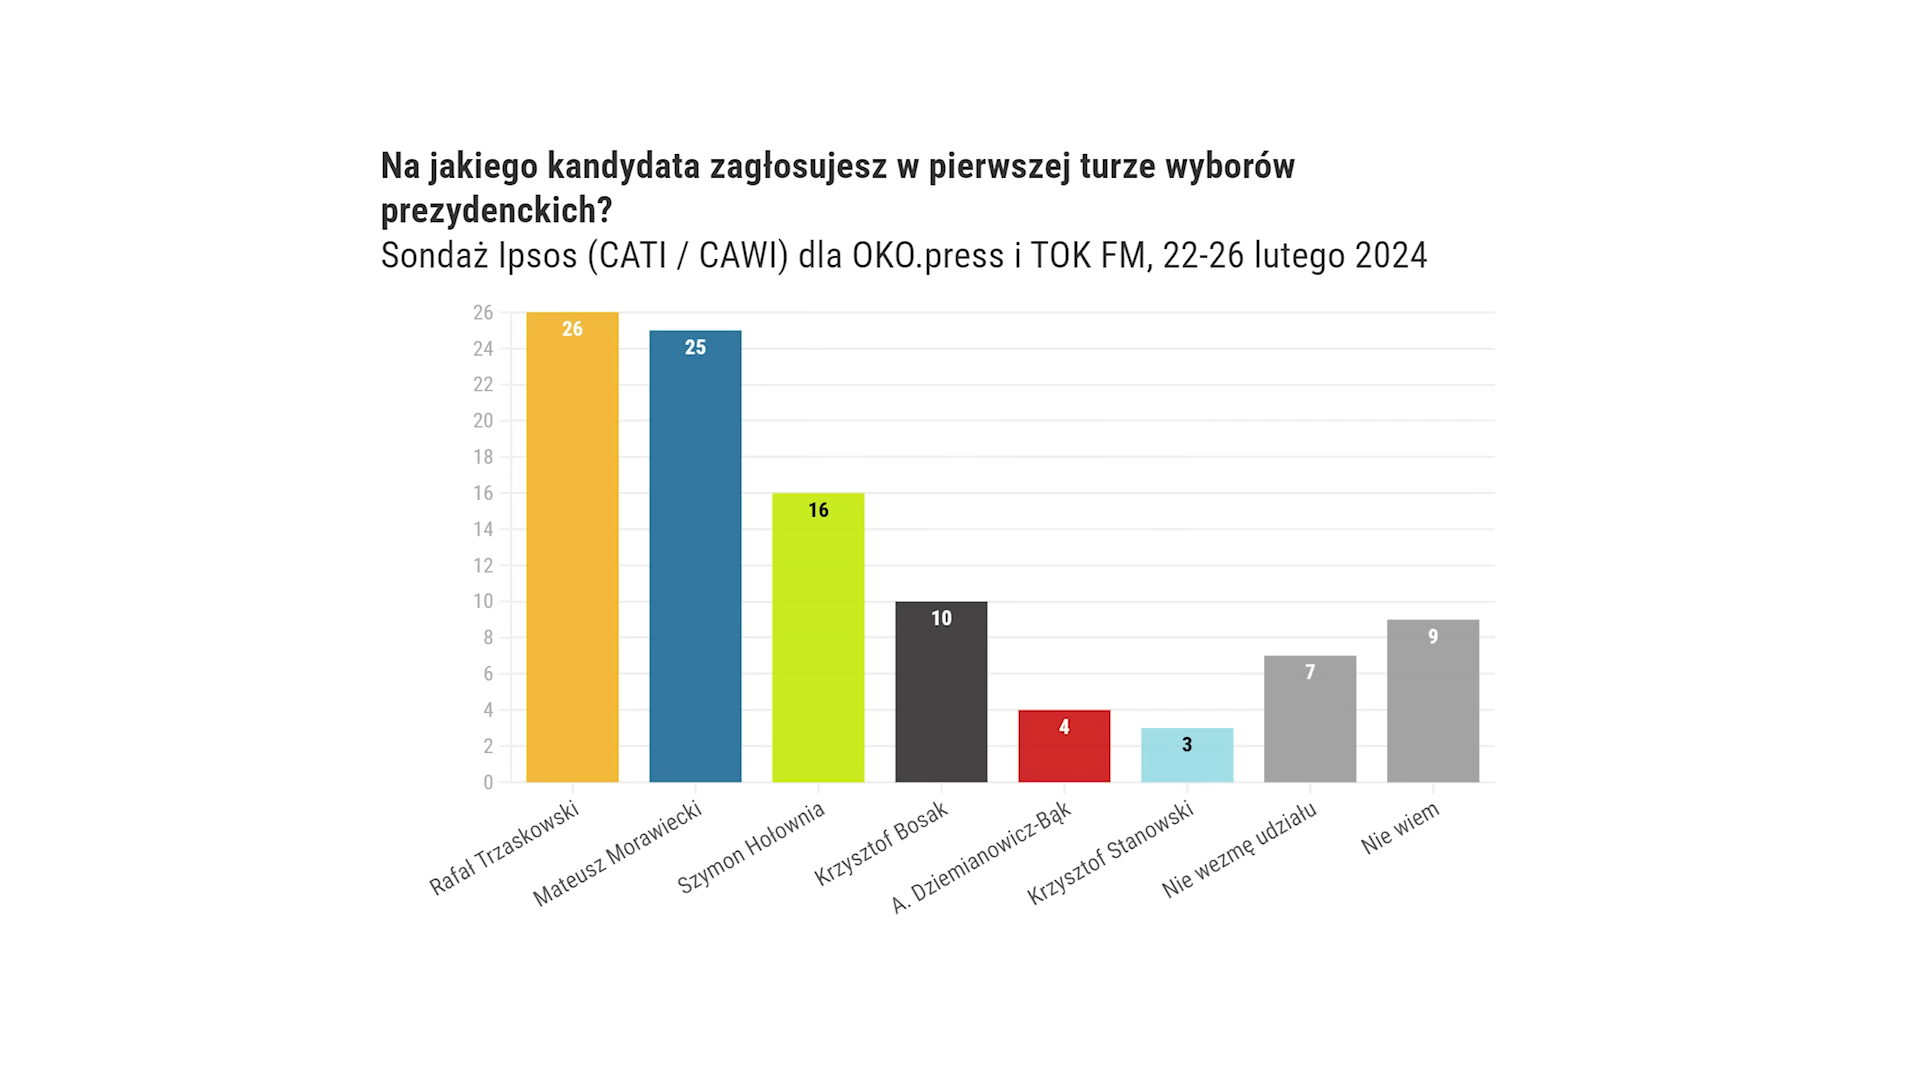 Na jakiego kandydata zagłosujesz w pierwszej turze wyborów
prezydenckich?
Sondaż Ipsos (CATI / CAWI) dla OKO.press i TOK FM, 22-26 lutego 2024
26
24
22
20
18
16
14
12
10
8
6
4
2
0
26
25
16
10
4
3
7
9
Rafał Trzaskowski
Mateusz Morawiecki
Szymon Hołownia
Krzysztof Bosak
A. Dziemianowicz-Bąk
Krzysztof Stanowski
Nie wezmę udziału
Nie wiem